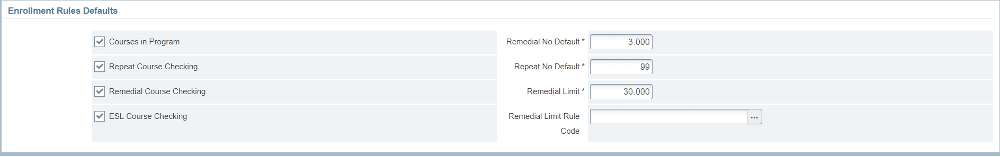 Enrollment Rules Defaults
Courses in Program
Remedial No Default *
3.000
Repeat Course Checking
Repeat No Default *
99
Remedial Course Checking
Remedial Limit *
30.000
ESL Course Checking
Remedial Limit Rule
Code
...